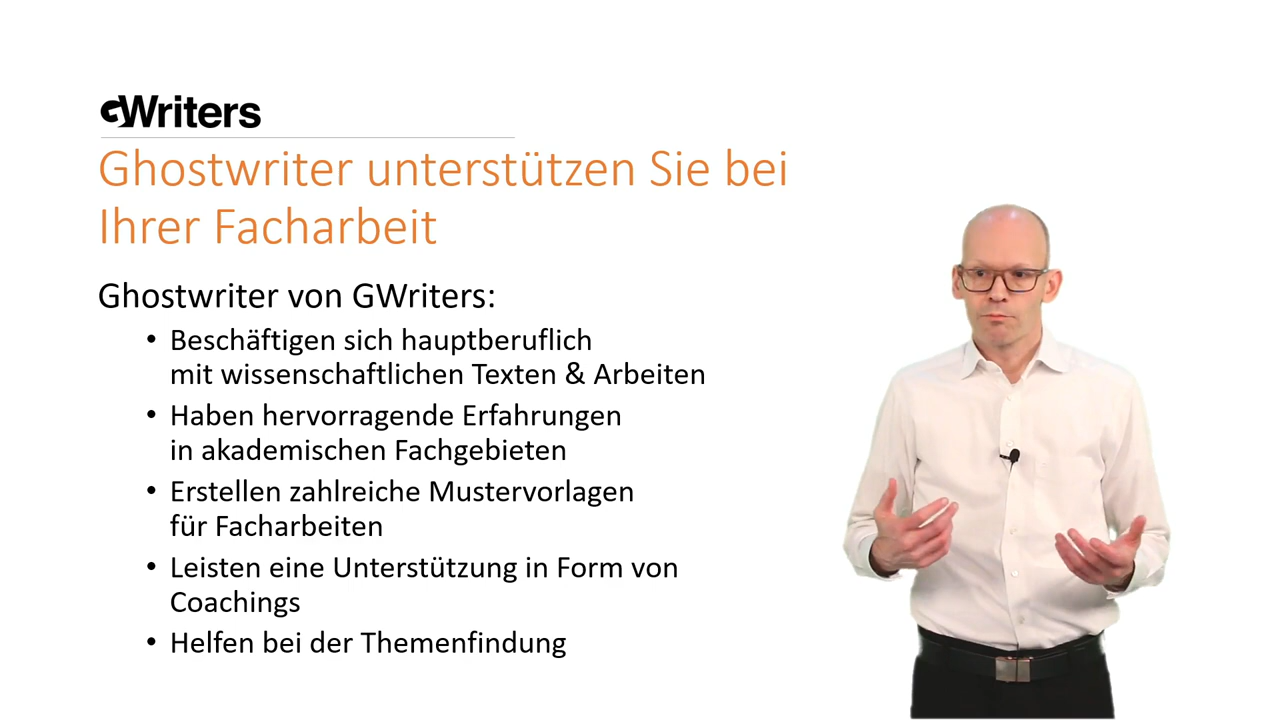 GWriters
Ghostwriter unterstützen Sie bei
Ihrer Facharbeit
Ghostwriter von GWriters:
• Beschäftigen sich hauptberuflich
mit wissenschaftlichen Texten & Arbeiten
• Haben hervorragende Erfahrungen
in akademischen Fachgebieten
• Erstellen zahlreiche Mustervorlagen
für Facharbeiten
• Leisten eine Unterstützung in Form von
Coachings
• Helfen bei der Themenfindung